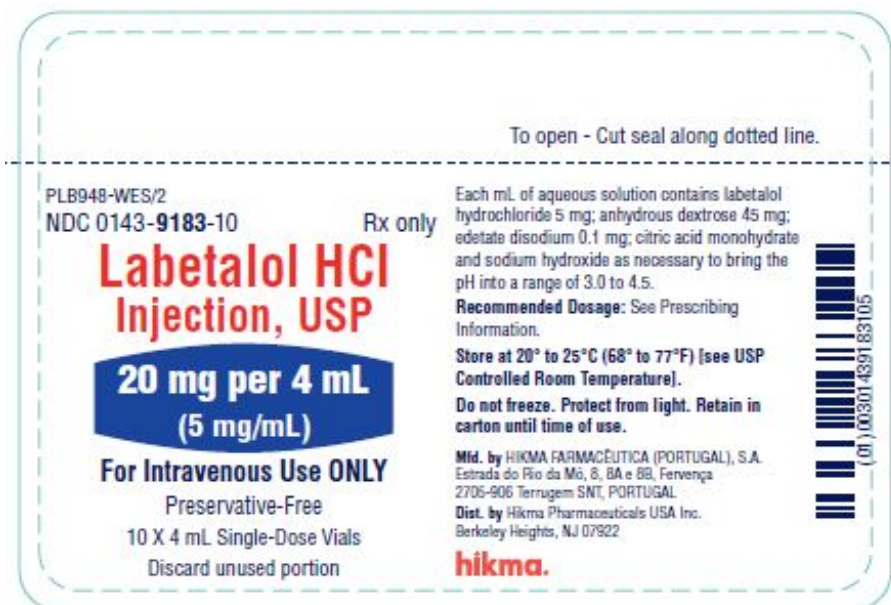 To open - Cut seal along dotted line.
PLB948-WES/2
NDC 0143-9183-10 Rx only
Labetalol HCl
Injection, USP
20 mg per 4 mL
(5 mg/mL)
For Intravenous Use ONLY
Preservative-Free
10 X 4 mL Single-Dose Vials
Discard unused portion
Each mL of aqueous solution contains labetalol
hydrochloride 5 mg; anhydrous dextrose 45 mg;
edetate disodium 0.1 mg; citric acid monohydrate
and sodium hydroxide as necessary to bring the
pH into a range of 3.0 to 4.5.
Recommended Dosage: See Prescribing
Information.
Store at 20° to 25°C (68° to 77°F) [see USP
Controlled Room Temperature].
Do not freeze. Protect from light. Retain in
carton until time of use.
Mfd. by HIKMA FARMACÊUTICA (PORTUGAL), S.A.
Estrada do Rio da Mó, 8, 8A e 8B, Fervença
2705-906 Terrugem SNT, PORTUGAL
Dist. by Hikma Pharmaceuticals USA Inc.
Berkeley Heights, NJ 07922
hikma.
(01)00301439183105